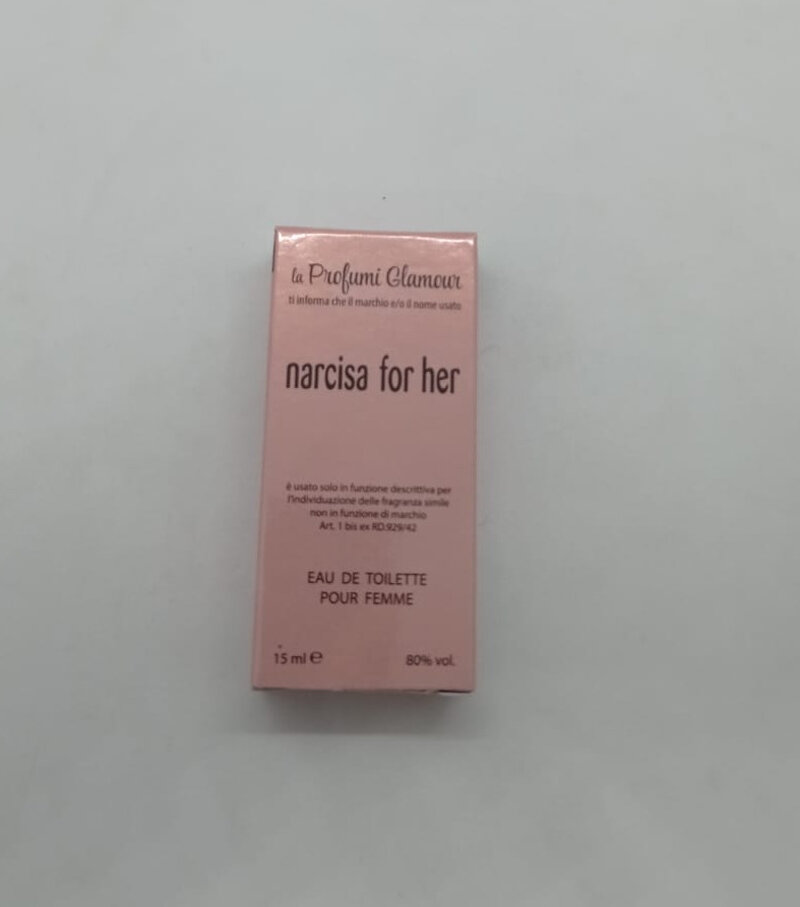 la Profumi Glamour
ti informa che il marchio e/o il nome usato
narcisa for her
è usato solo in funzione descrittiva per
l'individuazione delle fragranza simile
non in funzione di marchio
Art. 1 bis ex RD.929/42
EAU DE TOILETTE
POUR FEMME
15 ml ℮ 80% vol.